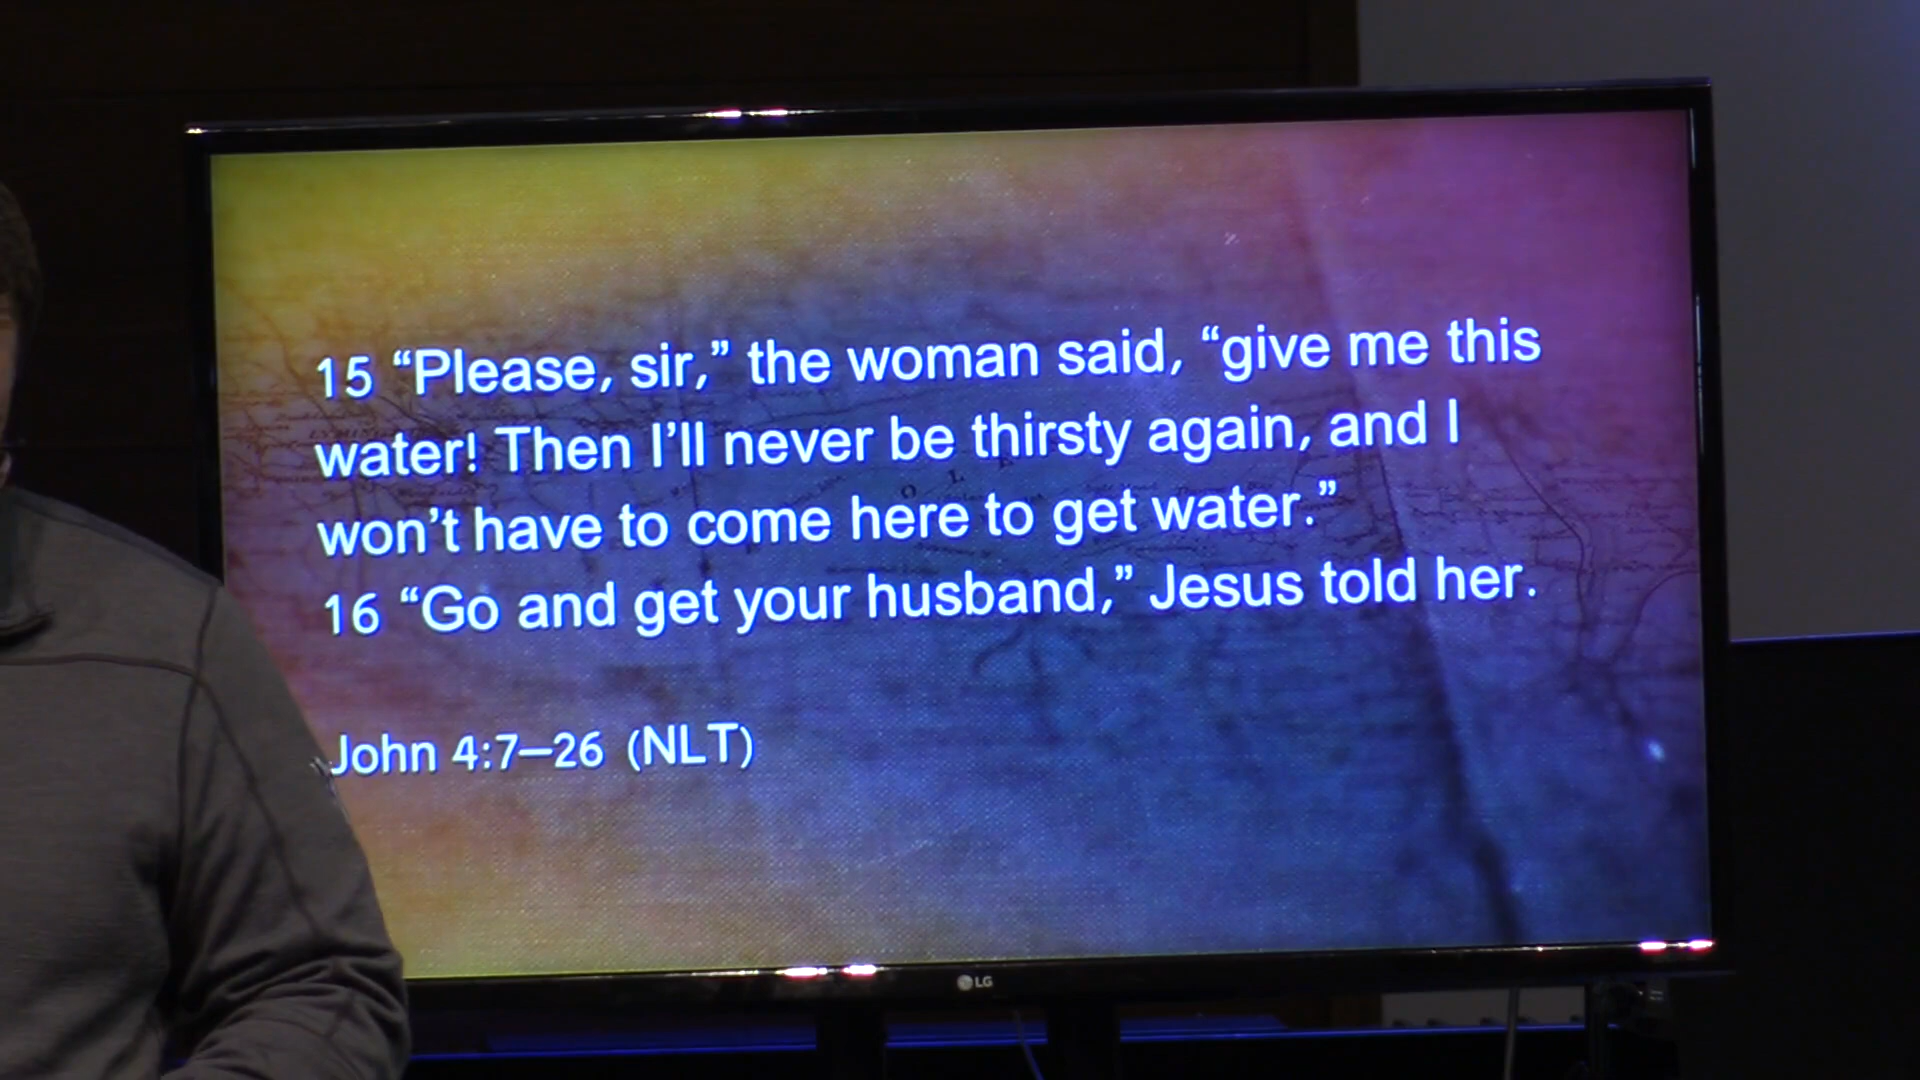 15 “Please, sir,” the woman said, “give me this
water! Then I’ll never be thirsty again, and I
won’t have to come here to get water.”
16 “Go and get your husband,” Jesus told her.
John 4:7–26 (NLT)
LG